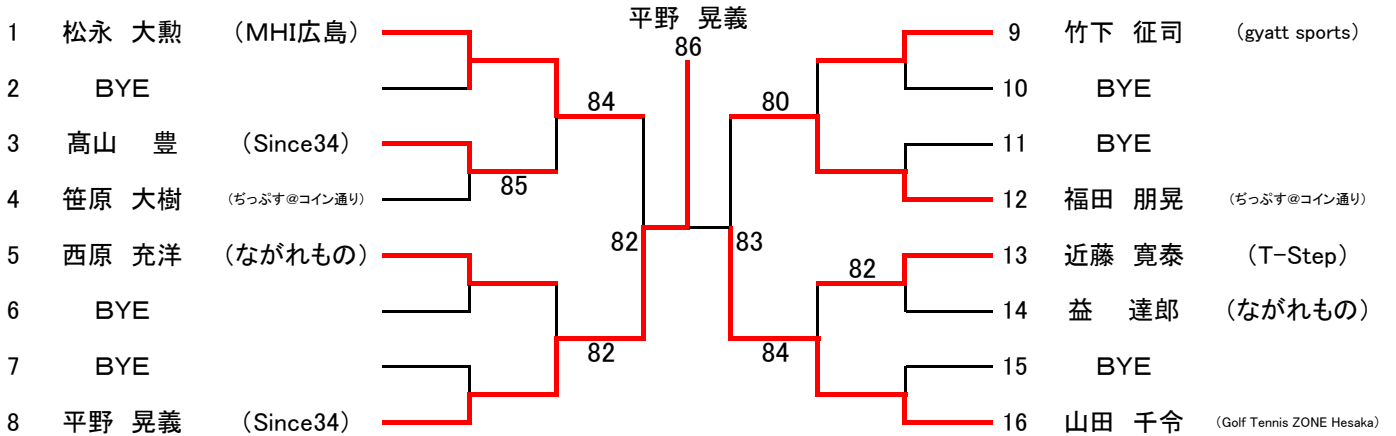 平野 晃義
86
1 松永 大勲 (MHI広島)
2 BYE
84
3 髙山 豊 (Since34)
85
4 笹原 大樹 (ぢっぷす@コイン通り)
82
5 西原 充洋 (ながれもの)
6 BYE
82
7 BYE
8 平野 晃義 (Since34)
9 竹下 征司 (gyatt sports)
10 BYE
80
11 BYE
12 福田 朋晃 (ぢっぷす@コイン通り)
83
13 近藤 寛泰 (T-Step)
82
14 益 達郎 (ながれもの)
84
15 BYE
16 山田 千令 (Golf Tennis ZONE Hesaka)